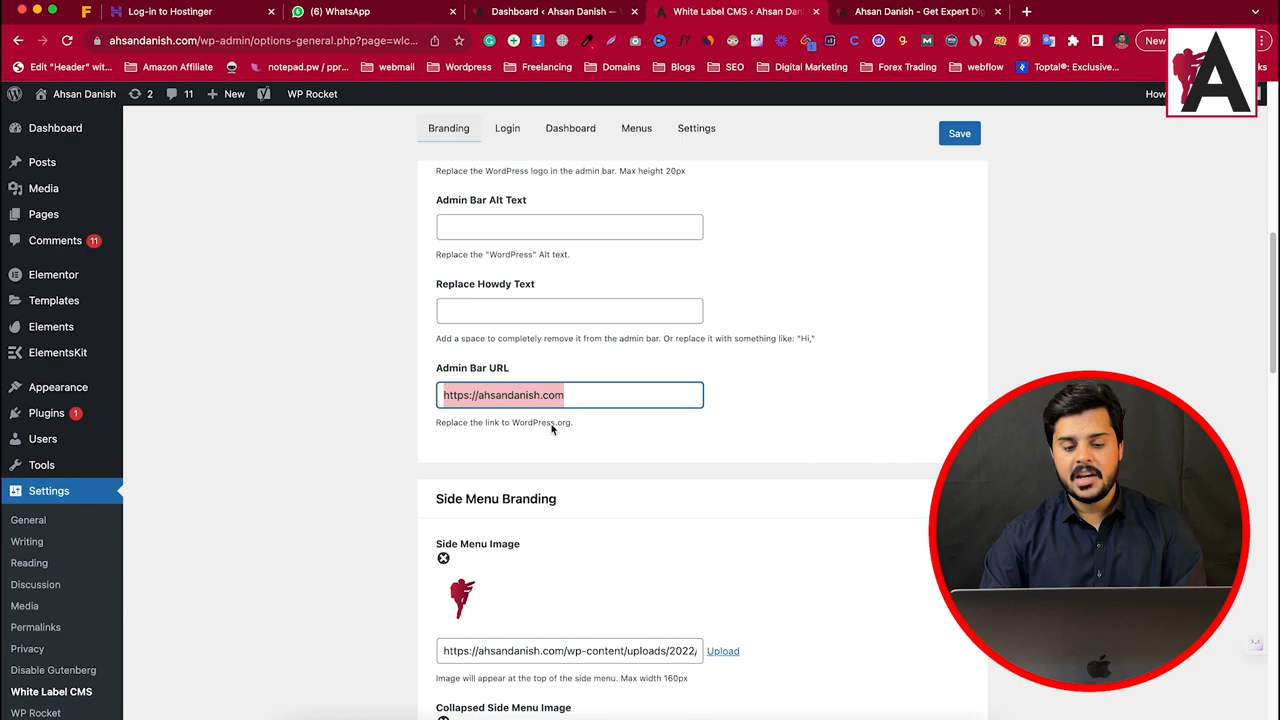 Log-in to Hostinger
(6) WhatsApp
Dashboard ‹ Ahsan Danish —
White Label CMS ‹ Ahsan Dan
Ahsan Danish - Get Expert Dig
ahsandanish.com/wp-admin/options-general.php?page=wlc...
New
Edit "Header" wit...
Amazon Affiliate
notepad.pw / ppr...
webmail
Wordpress
Freelancing
Domains
Blogs
SEO
Digital Marketing
Forex Trading
webflow
Toptal®: Exclusive...
Ahsan Danish
2
11
New
WP Rocket
How
A
Dashboard
Posts
Media
Pages
Comments 11
Elementor
Templates
Elements
ElementsKit
Appearance
Plugins 1
Users
Tools
Settings
General
Writing
Reading
Discussion
Media
Permalinks
Privacy
Disable Gutenberg
White Label CMS
WP Rocket
Branding
Login
Dashboard
Menus
Settings
Save
Replace the WordPress logo in the admin bar. Max height 20px
Admin Bar Alt Text
Replace the "WordPress" Alt text.
Replace Howdy Text
Add a space to completely remove it from the admin bar. Or replace it with something like: "Hi,"
Admin Bar URL
https://ahsandanish.com
Replace the link to WordPress.org.
Side Menu Branding
Side Menu Image
https://ahsandanish.com/wp-content/uploads/2022/
Upload
Image will appear at the top of the side menu. Max width 160px
Collapsed Side Menu Image